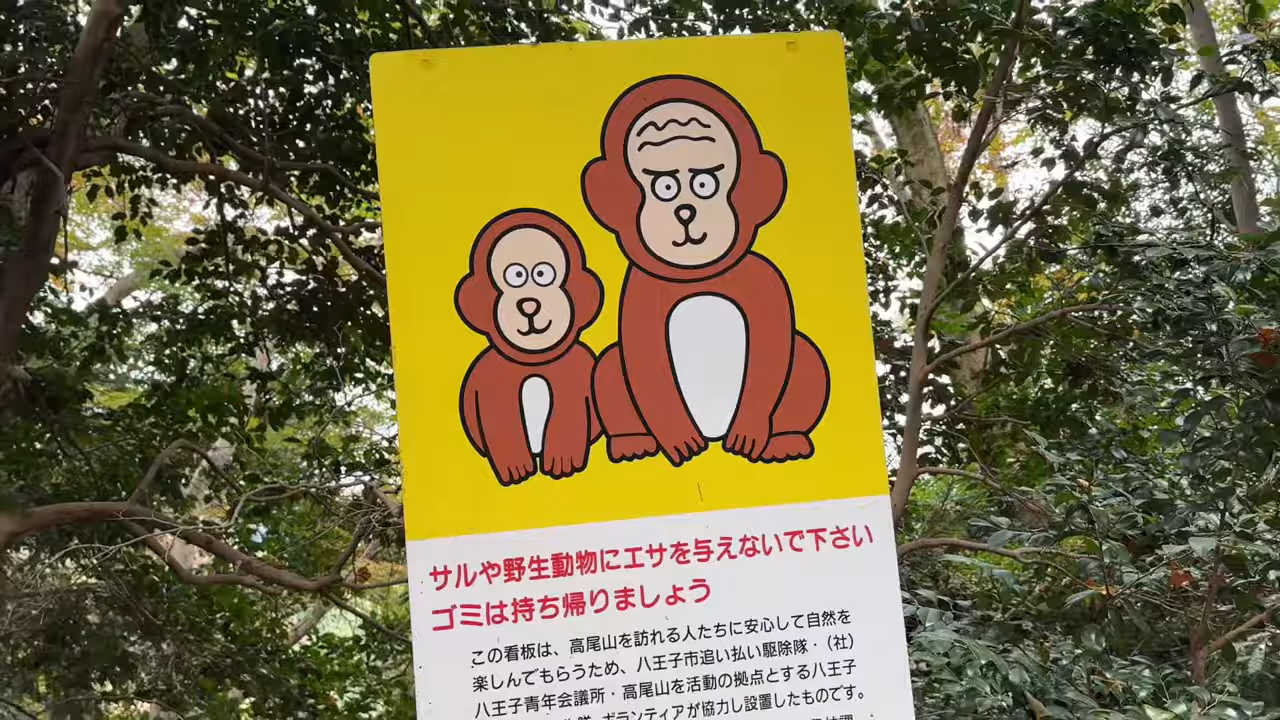 サルや野生動物にエサを与えないで下さい
ゴミは持ち帰りましょう
この看板は、高尾山を訪れる人たちに安心して自然を
楽しんでもらうため、八王子市追い払い駆除隊・(社)
八王子青年会議所・高尾山を活動の拠点とする八王子
隊・ボランティアが協力し設置したものです。